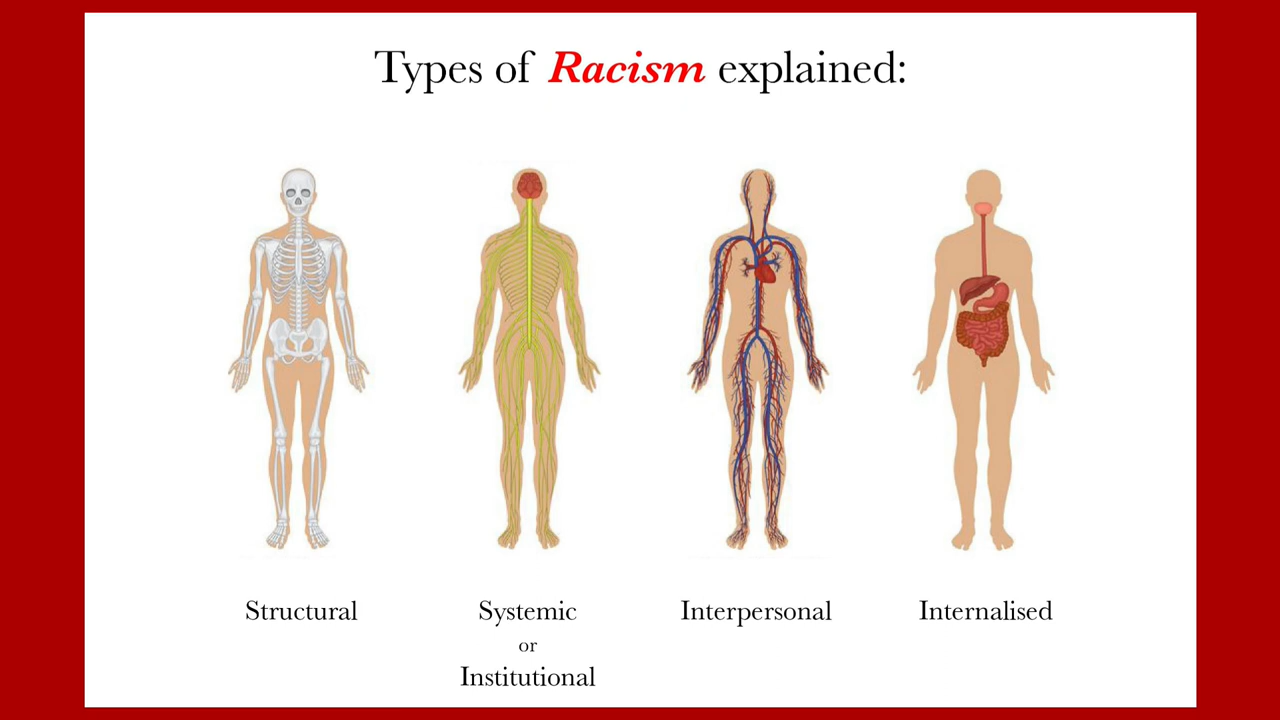 Types of Racism explained:
Structural
Systemic
or
Institutional
Interpersonal
Internalised